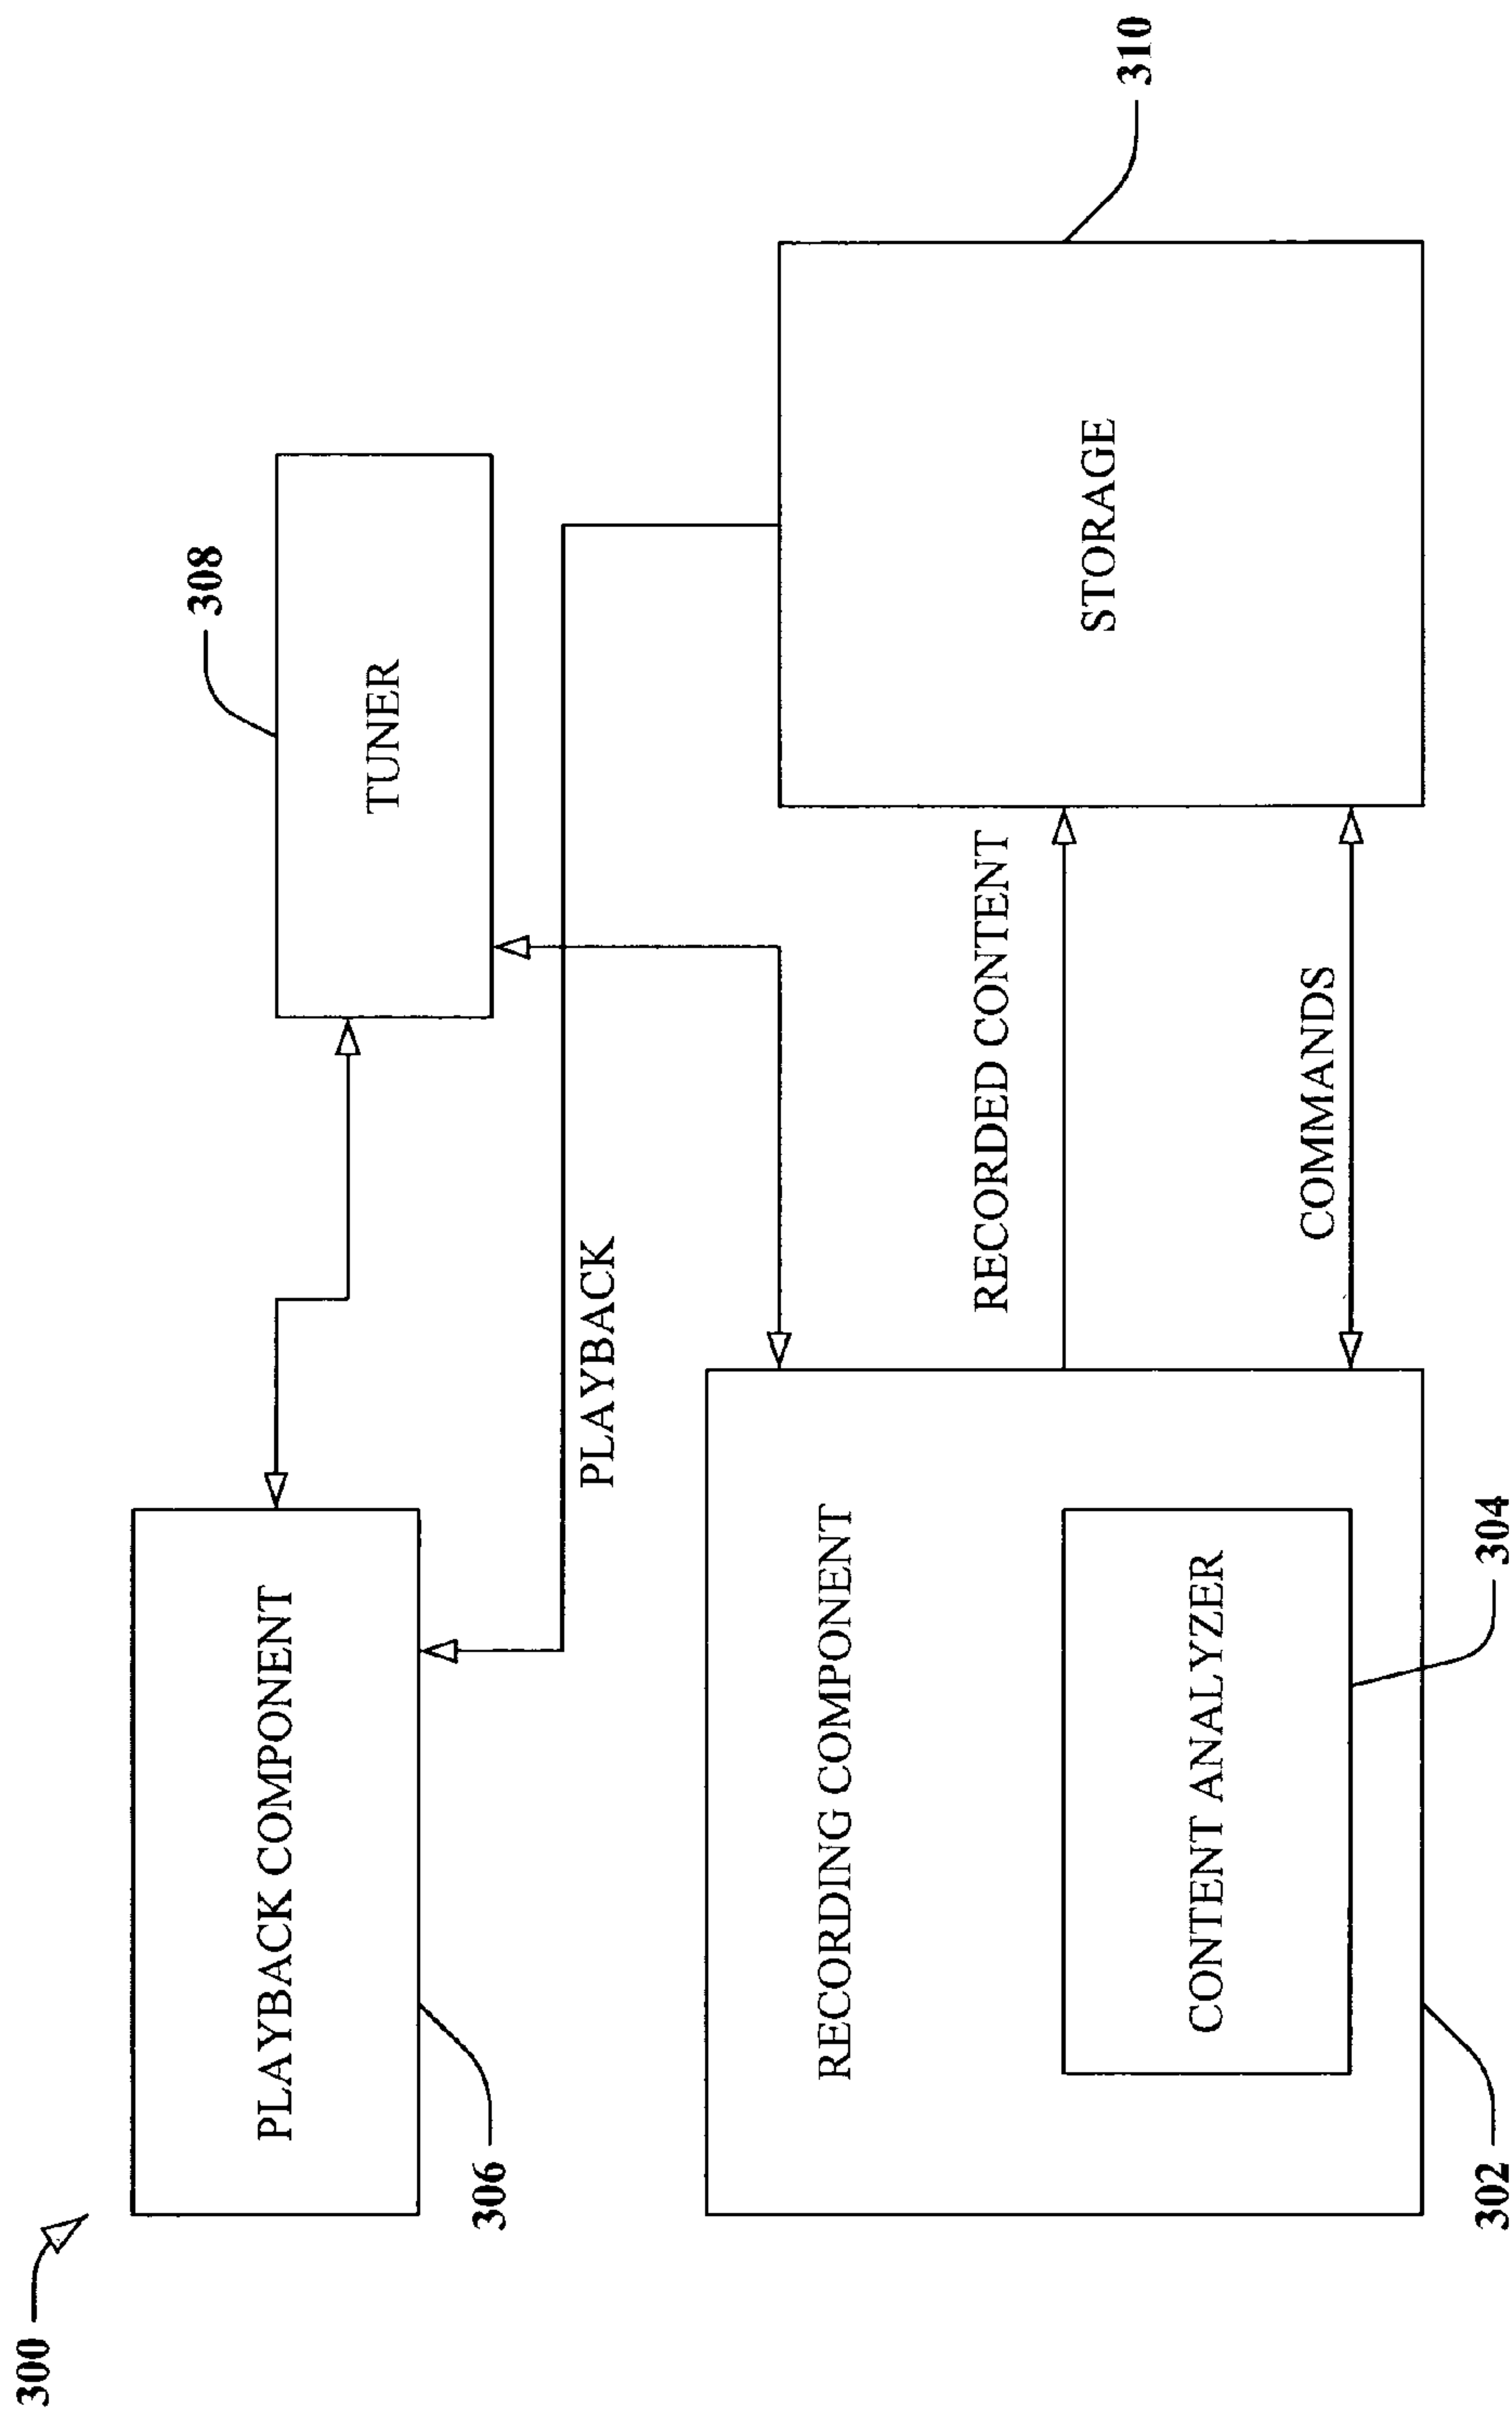 300
PLAYBACK COMPONENT
306
308
TUNER
PLAYBACK
RECORDING COMPONENT
CONTENT ANALYZER
302
304
RECORDED CONTENT
COMMANDS
STORAGE
310